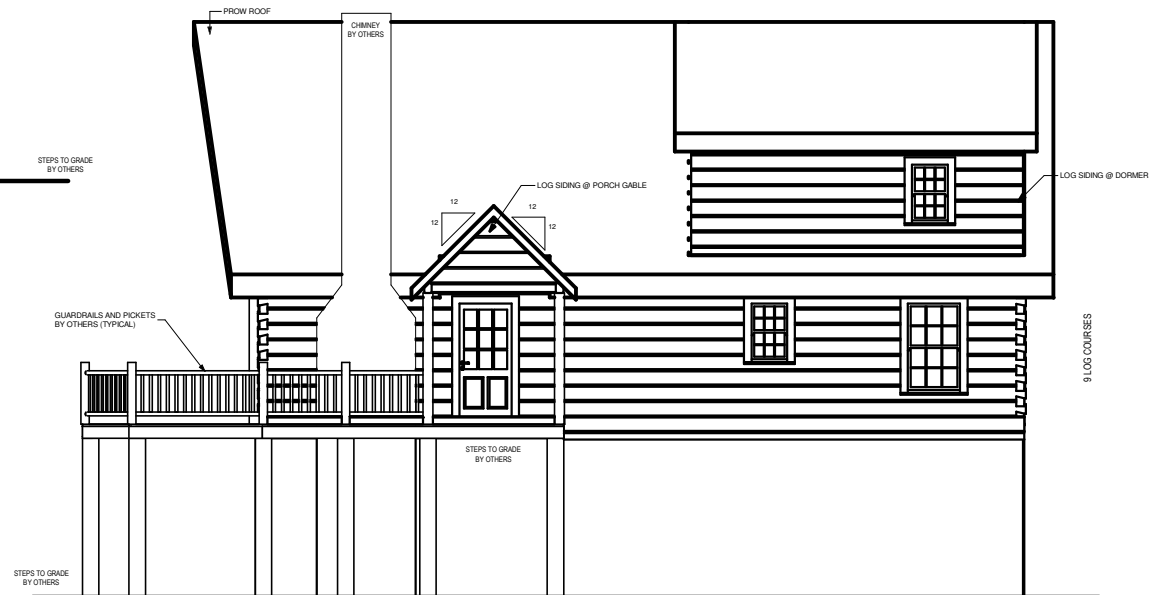 PROW ROOF
CHIMNEY
BY OTHERS
STEPS TO GRADE
BY OTHERS
LOG SIDING @ DORMER
LOG SIDING @ PORCH GABLE
12
12
12
12
GUARDRAILS AND PICKETS
BY OTHERS (TYPICAL)
9 LOG COURSES
STEPS TO GRADE
BY OTHERS
STEPS TO GRADE
BY OTHERS